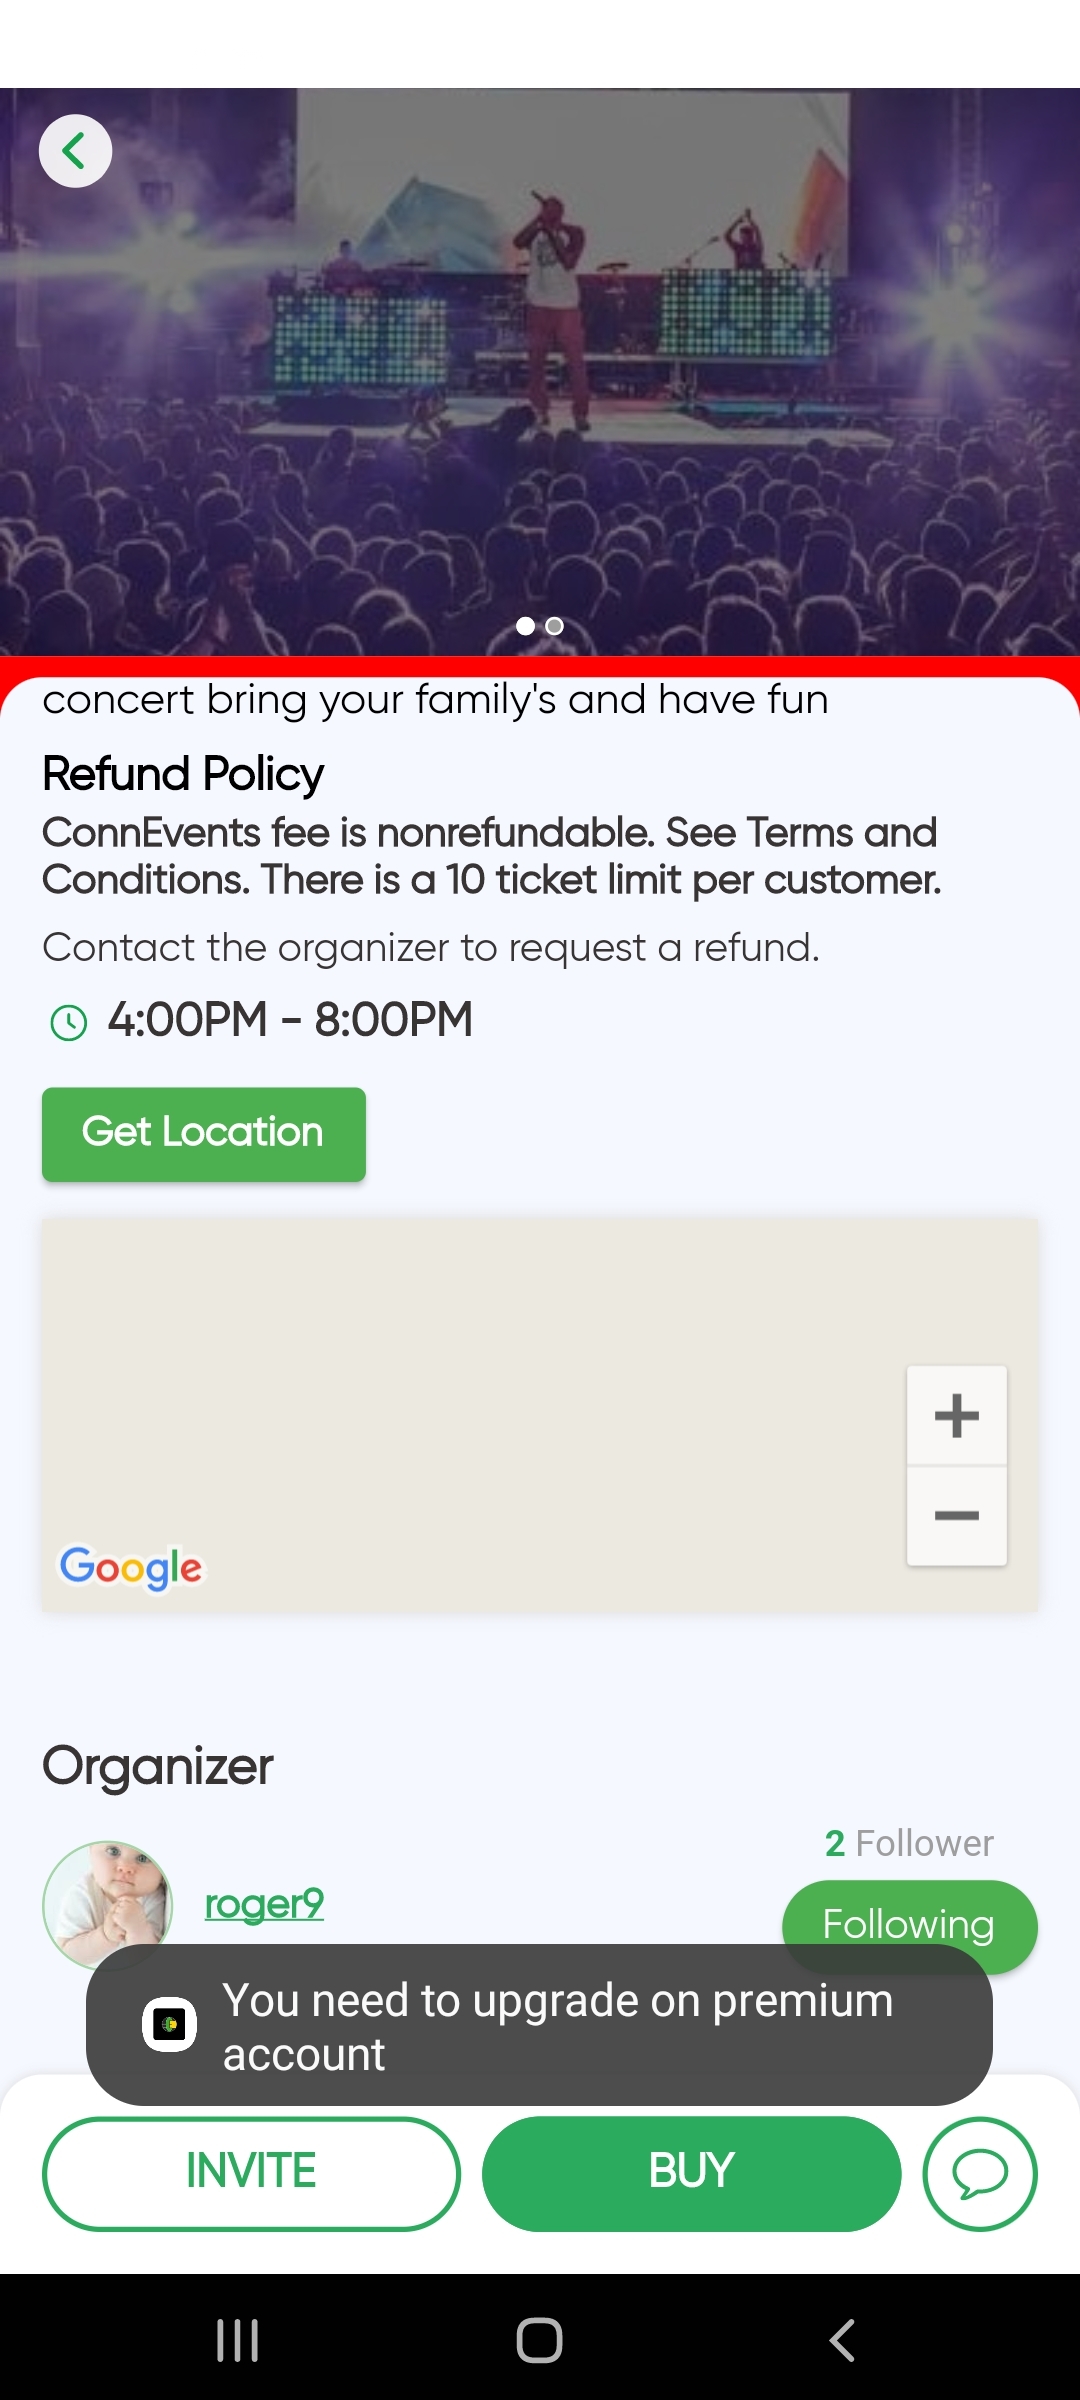 concert bring your family's and have fun
Refund Policy
ConnEvents fee is nonrefundable. See Terms and
Conditions. There is a 10 ticket limit per customer.
Contact the organizer to request a refund.
4:00PM - 8:00PM
Get Location
Google
Organizer
2 Follower
roger9
Following
You need to upgrade on premium
account
INVITE
BUY